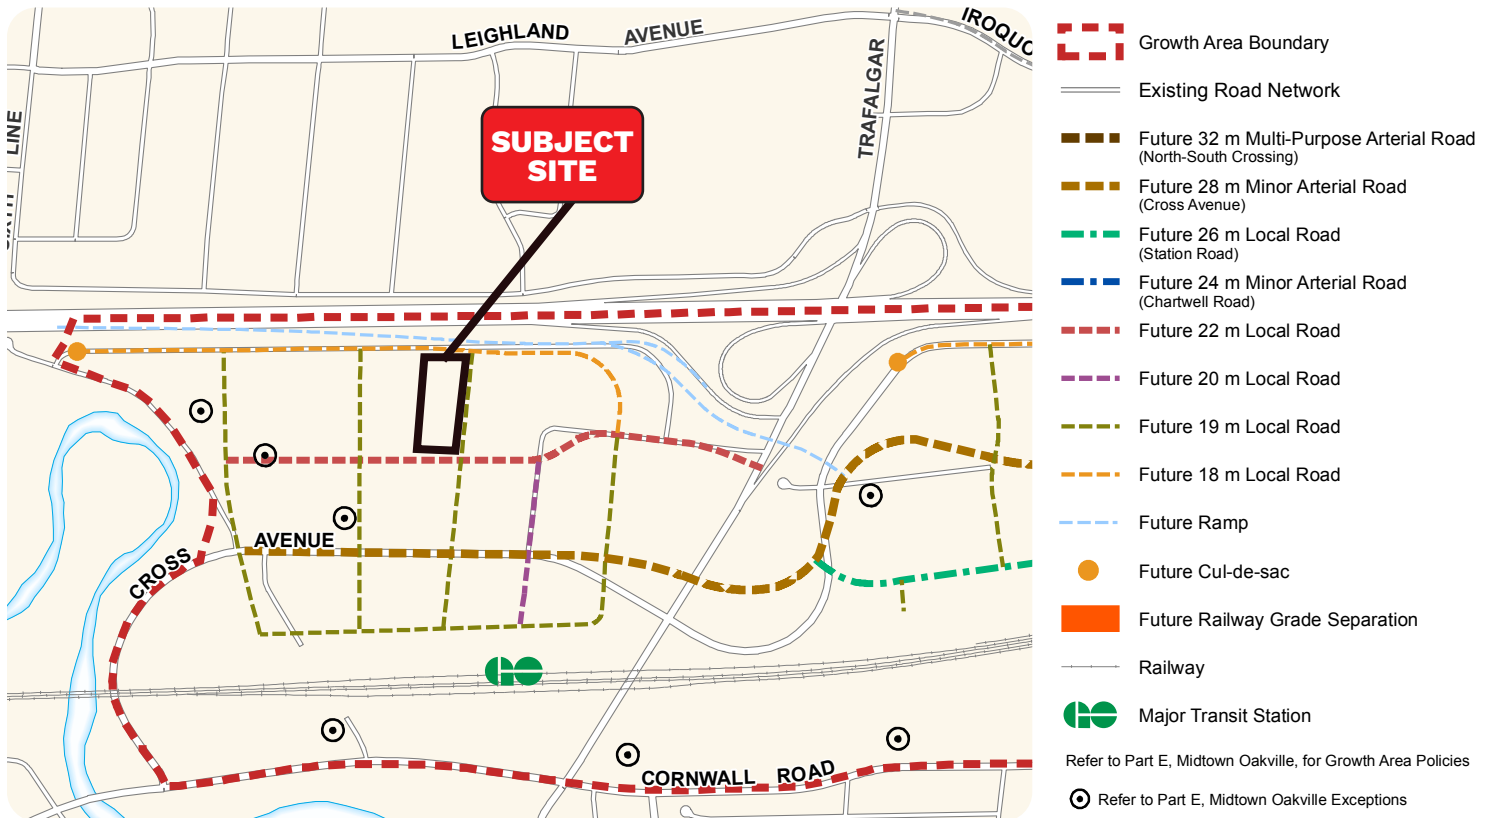 LEIGHLAND AVENUE
IROQUO
TRAFALGAR
LINE
SIXTH
SUBJECT
SITE
AVENUE
CROSS
GO
CORNWALL ROAD
Growth Area Boundary
Existing Road Network
Future 32 m Multi-Purpose Arterial Road
(North-South Crossing)
Future 28 m Minor Arterial Road
(Cross Avenue)
Future 26 m Local Road
(Station Road)
Future 24 m Minor Arterial Road
(Chartwell Road)
Future 22 m Local Road
Future 20 m Local Road
Future 19 m Local Road
Future 18 m Local Road
Future Ramp
Future Cul-de-sac
Future Railway Grade Separation
Railway
GO
Major Transit Station
Refer to Part E, Midtown Oakville, for Growth Area Policies
Refer to Part E, Midtown Oakville Exceptions